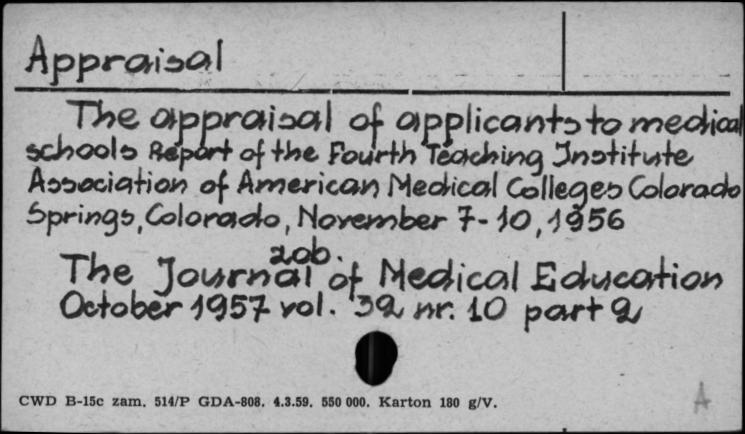 Appraisal
The appraisal of applicants to medical
schools Report of the Fourth Teaching Institute
Association of American Medical Colleges Colorado
Springs, Colorado, November 7-10, 1956
zob.
The Journal of Medical Education
October 1957 vol. 32 nr. 10 part 2
CWD B-15c zam. 514/P GDA-808. 4.3.59. 550 000. Karton 180 g/V.
A